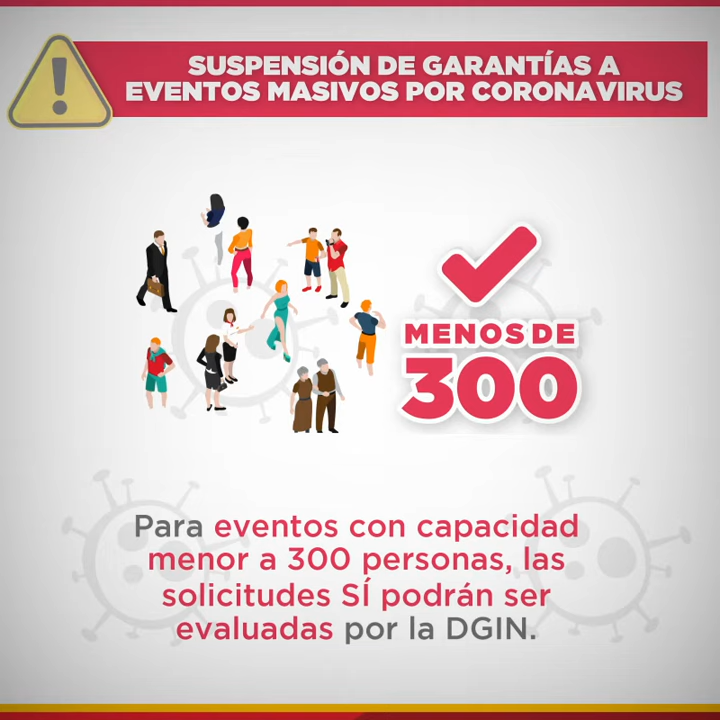 SUSPENSIÓN DE GARANTÍAS A
EVENTOS MASIVOS POR CORONAVIRUS
MENOS DE
300
Para eventos con capacidad
menor a 300 personas, las
solicitudes SÍ podrán ser
evaluadas por la DGIN.